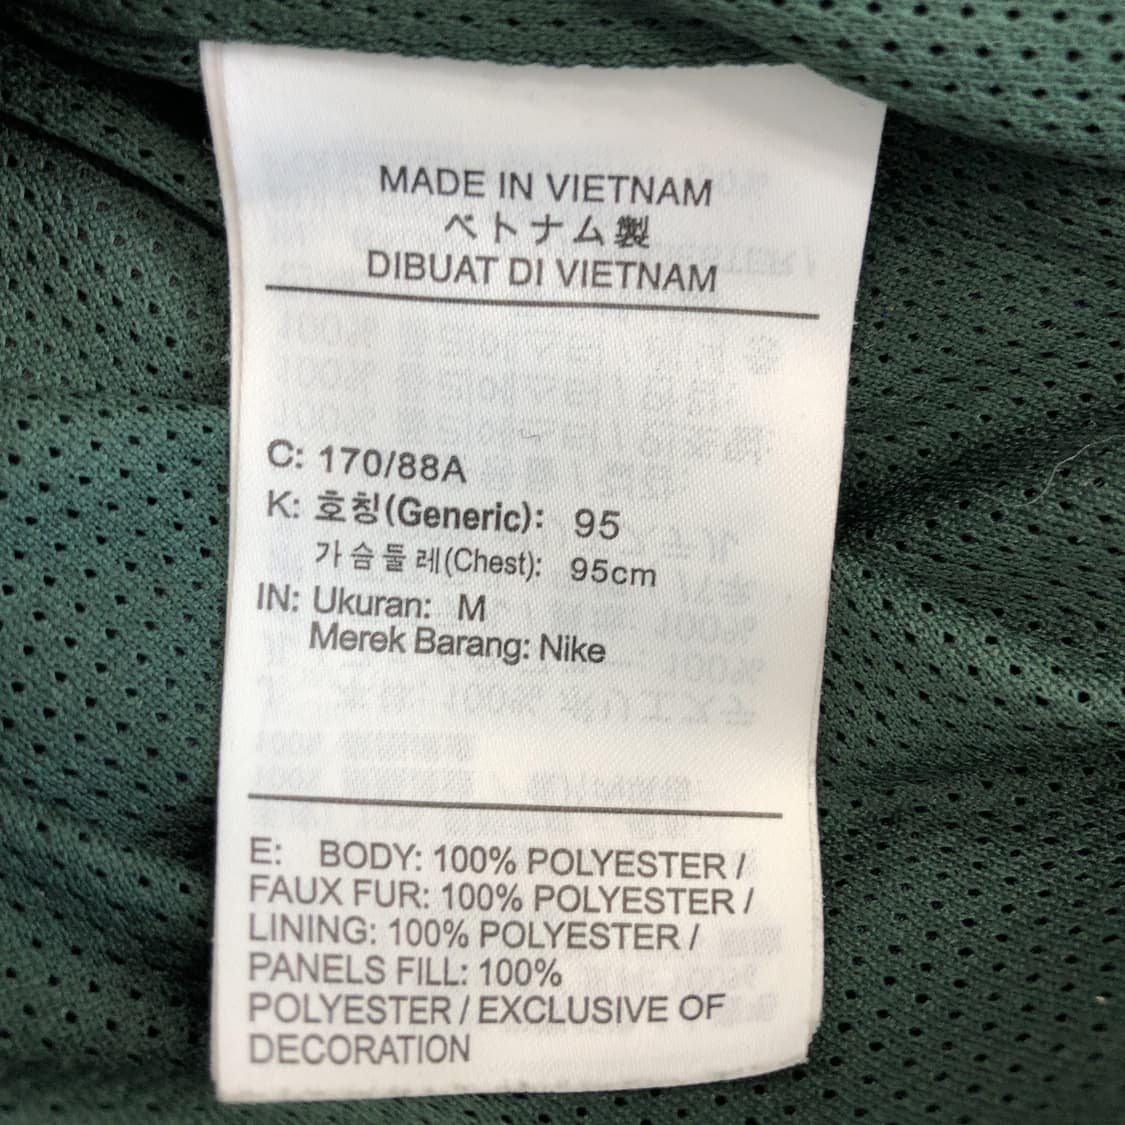 MADE IN VIETNAM
ベトナム製
DIBUAT DI VIETNAM
C: 170/88A
K: 호칭(Generic): 95
가슴둘레(Chest): 95cm
IN: Ukuran: M
Merek Barang: Nike
E: BODY: 100% POLYESTER /
FAUX FUR: 100% POLYESTER /
LINING: 100% POLYESTER /
PANELS FILL: 100%
POLYESTER / EXCLUSIVE OF
DECORATION